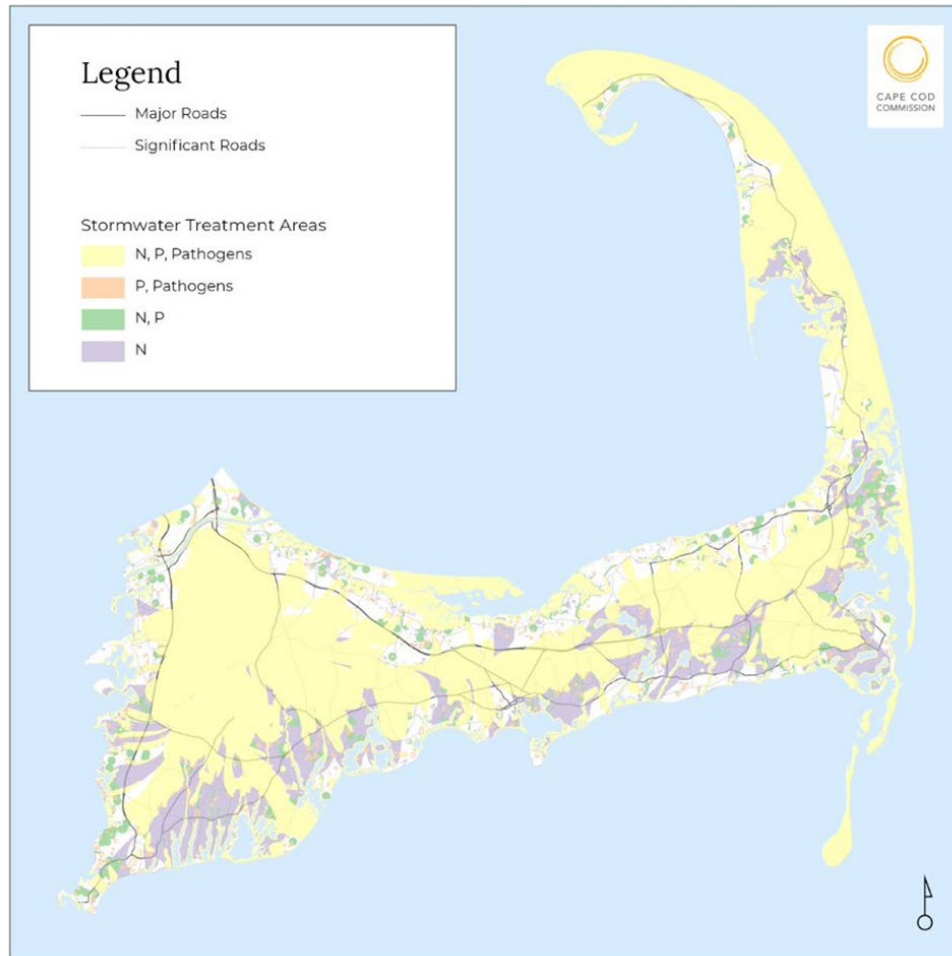 Legend
Major Roads
Significant Roads
Stormwater Treatment Areas
N, P, Pathogens
P, Pathogens
N, P
N
CAPE COD
COMMISSION